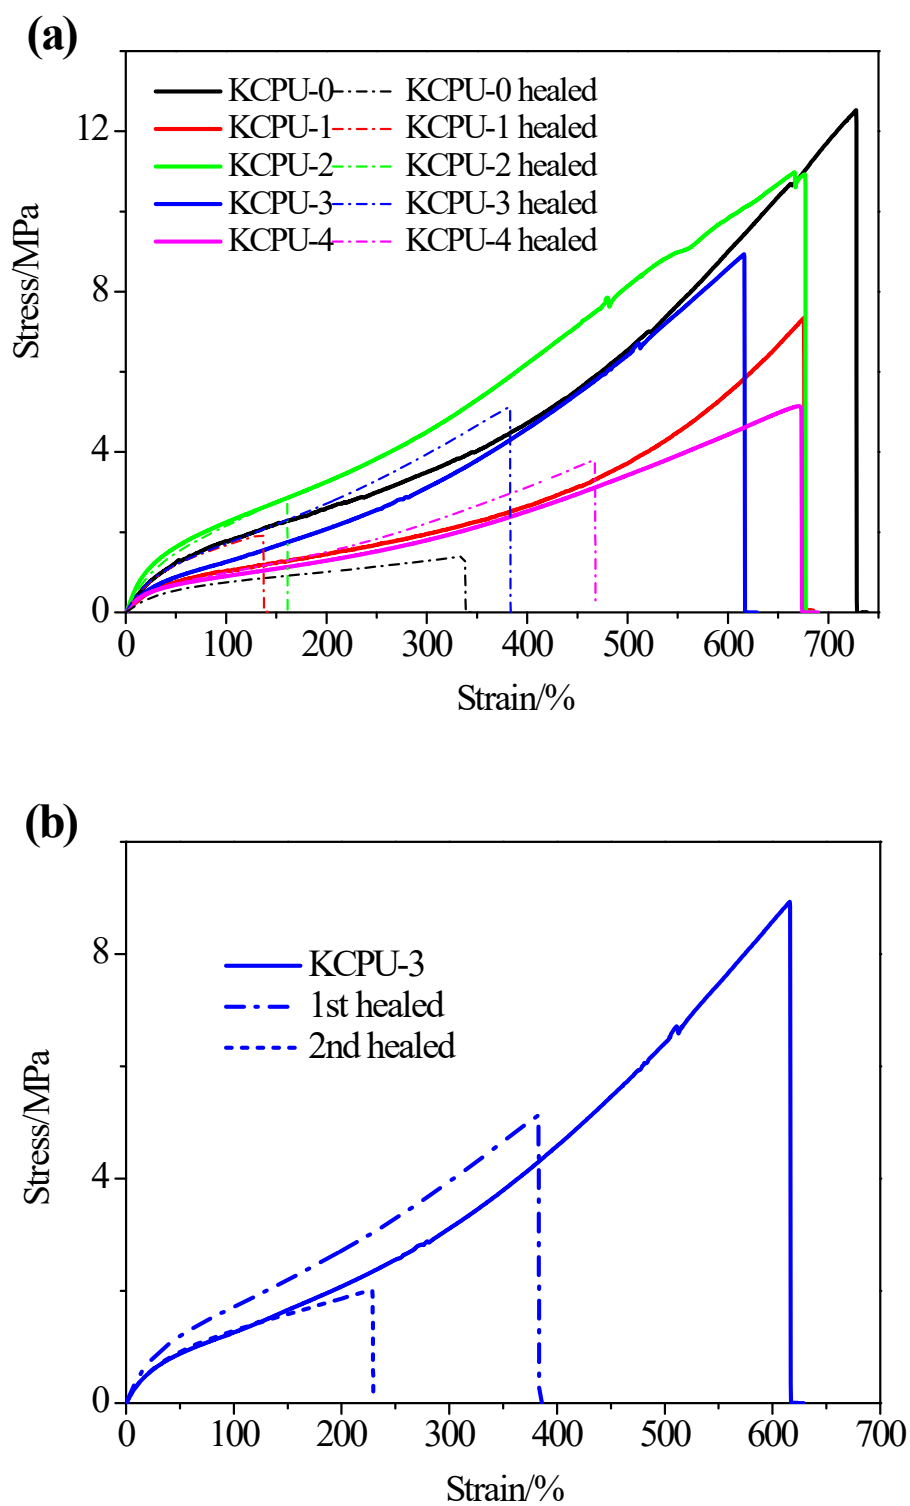 (a)
KCPU-0 KCPU-0 healed
KCPU-1 KCPU-1 healed
KCPU-2 KCPU-2 healed
KCPU-3 KCPU-3 healed
KCPU-4 KCPU-4 healed
12
8
4
0
Stress/MPa
0 100 200 300 400 500 600 700
Strain/%
(b)
KCPU-3
1st healed
2nd healed
8
4
0
Stress/MPa
0 100 200 300 400 500 600 700
Strain/%